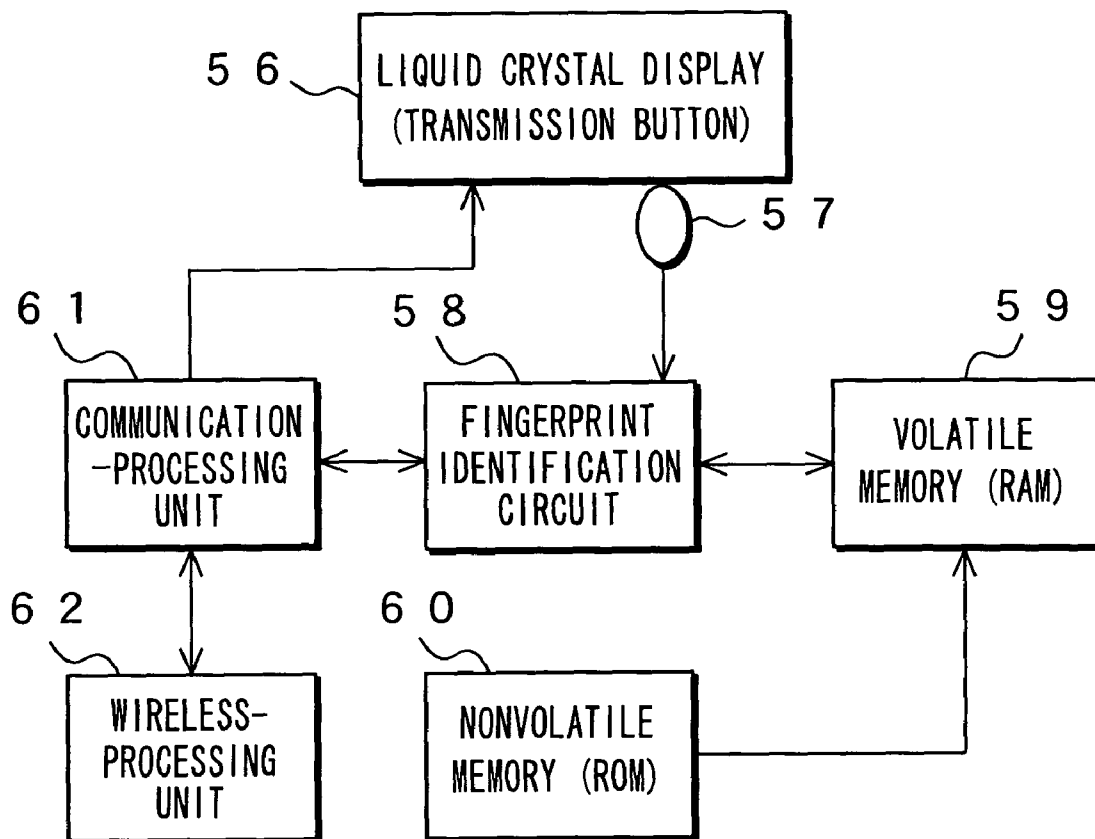 5 6
LIQUID CRYSTAL DISPLAY
(TRANSMISSION BUTTON)
5 7
6 1
5 8
5 9
COMMUNICATION
-PROCESSING
UNIT
FINGERPRINT
IDENTIFICATION
CIRCUIT
VOLATILE
MEMORY (RAM)
6 2
6 0
WIRELESS-
PROCESSING
UNIT
NONVOLATILE
MEMORY (ROM)